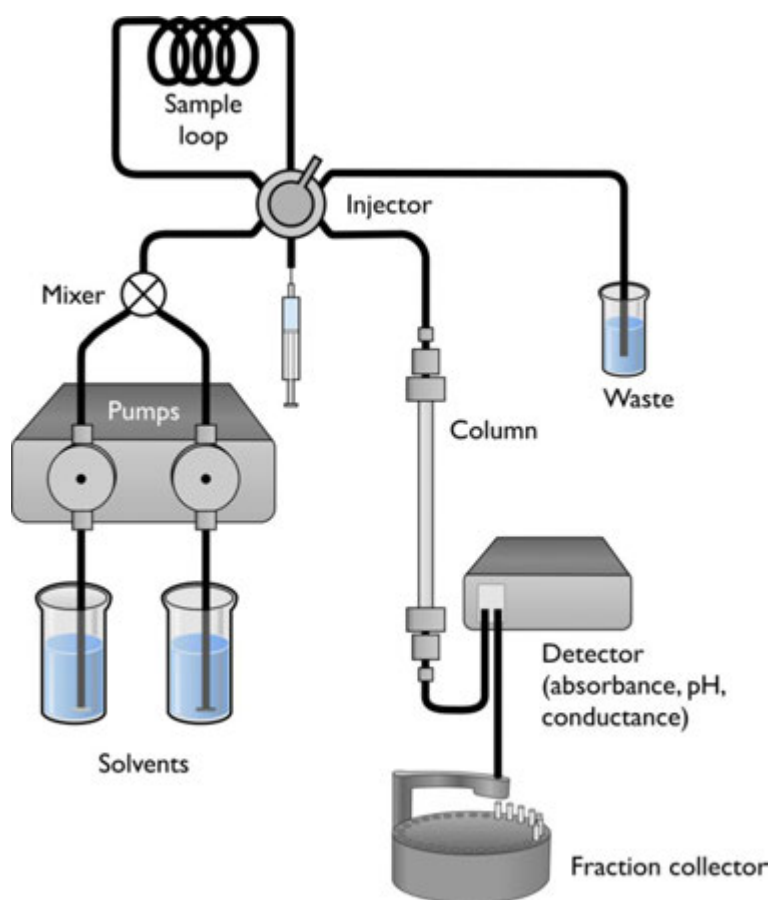 Sample
loop
Injector
Mixer
Waste
Pumps
Column
Detector
(absorbance, pH,
conductance)
Solvents
Fraction collector